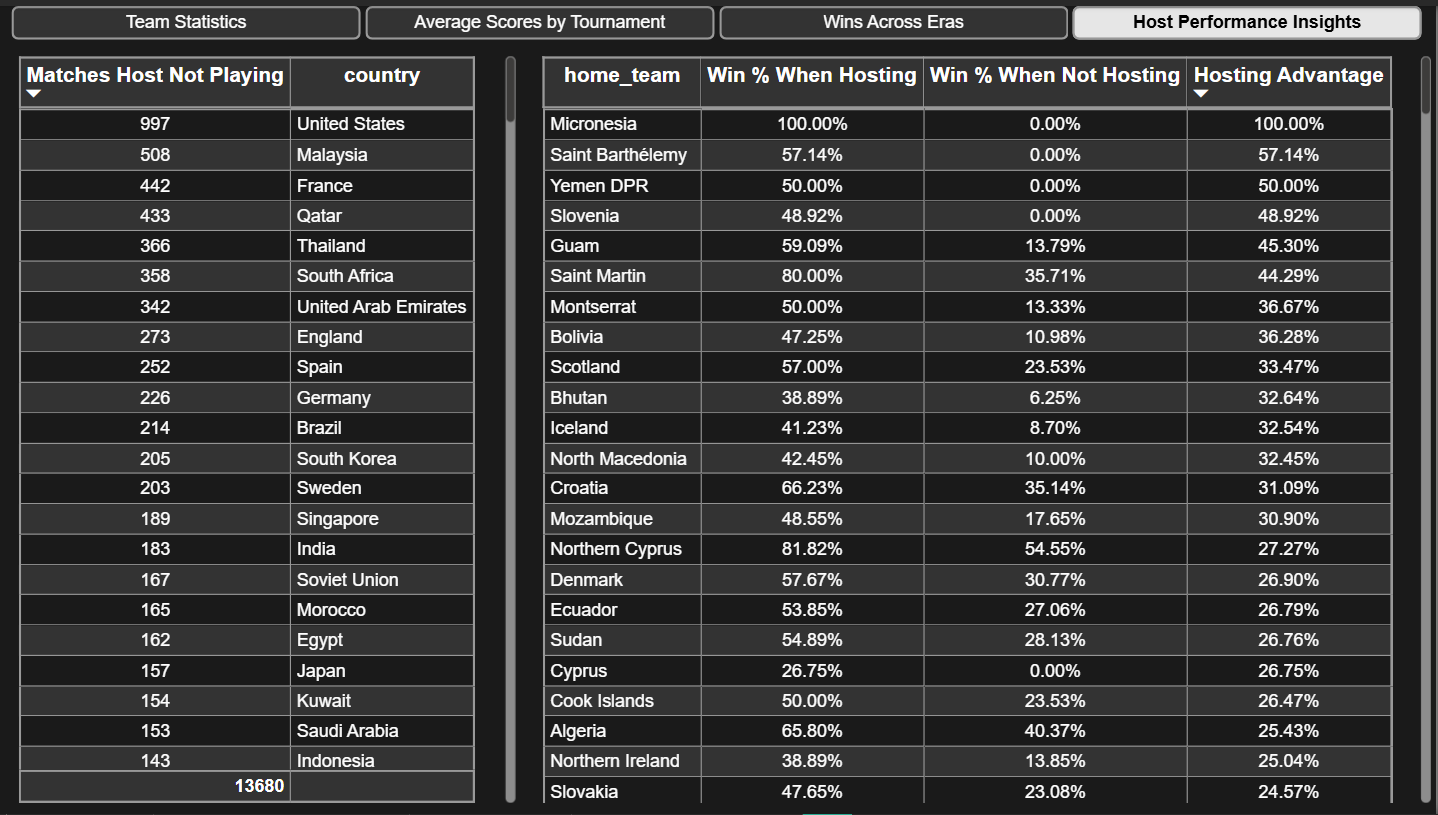 Team Statistics Average Scores by Tournament Wins Across Eras Host Performance Insights
Matches Host Not Playing country
997 United States
508 Malaysia
442 France
433 Qatar
366 Thailand
358 South Africa
342 United Arab Emirates
273 England
252 Spain
226 Germany
214 Brazil
205 South Korea
203 Sweden
189 Singapore
183 India
167 Soviet Union
165 Morocco
162 Egypt
157 Japan
154 Kuwait
153 Saudi Arabia
143 Indonesia
13680
home_team Win % When Hosting Win % When Not Hosting Hosting Advantage
Micronesia 100.00% 0.00% 100.00%
Saint Barthélemy 57.14% 0.00% 57.14%
Yemen DPR 50.00% 0.00% 50.00%
Slovenia 48.92% 0.00% 48.92%
Guam 59.09% 13.79% 45.30%
Saint Martin 80.00% 35.71% 44.29%
Montserrat 50.00% 13.33% 36.67%
Bolivia 47.25% 10.98% 36.28%
Scotland 57.00% 23.53% 33.47%
Bhutan 38.89% 6.25% 32.64%
Iceland 41.23% 8.70% 32.54%
North Macedonia 42.45% 10.00% 32.45%
Croatia 66.23% 35.14% 31.09%
Mozambique 48.55% 17.65% 30.90%
Northern Cyprus 81.82% 54.55% 27.27%
Denmark 57.67% 30.77% 26.90%
Ecuador 53.85% 27.06% 26.79%
Sudan 54.89% 28.13% 26.76%
Cyprus 26.75% 0.00% 26.75%
Cook Islands 50.00% 23.53% 26.47%
Algeria 65.80% 40.37% 25.43%
Northern Ireland 38.89% 13.85% 25.04%
Slovakia 47.65% 23.08% 24.57%